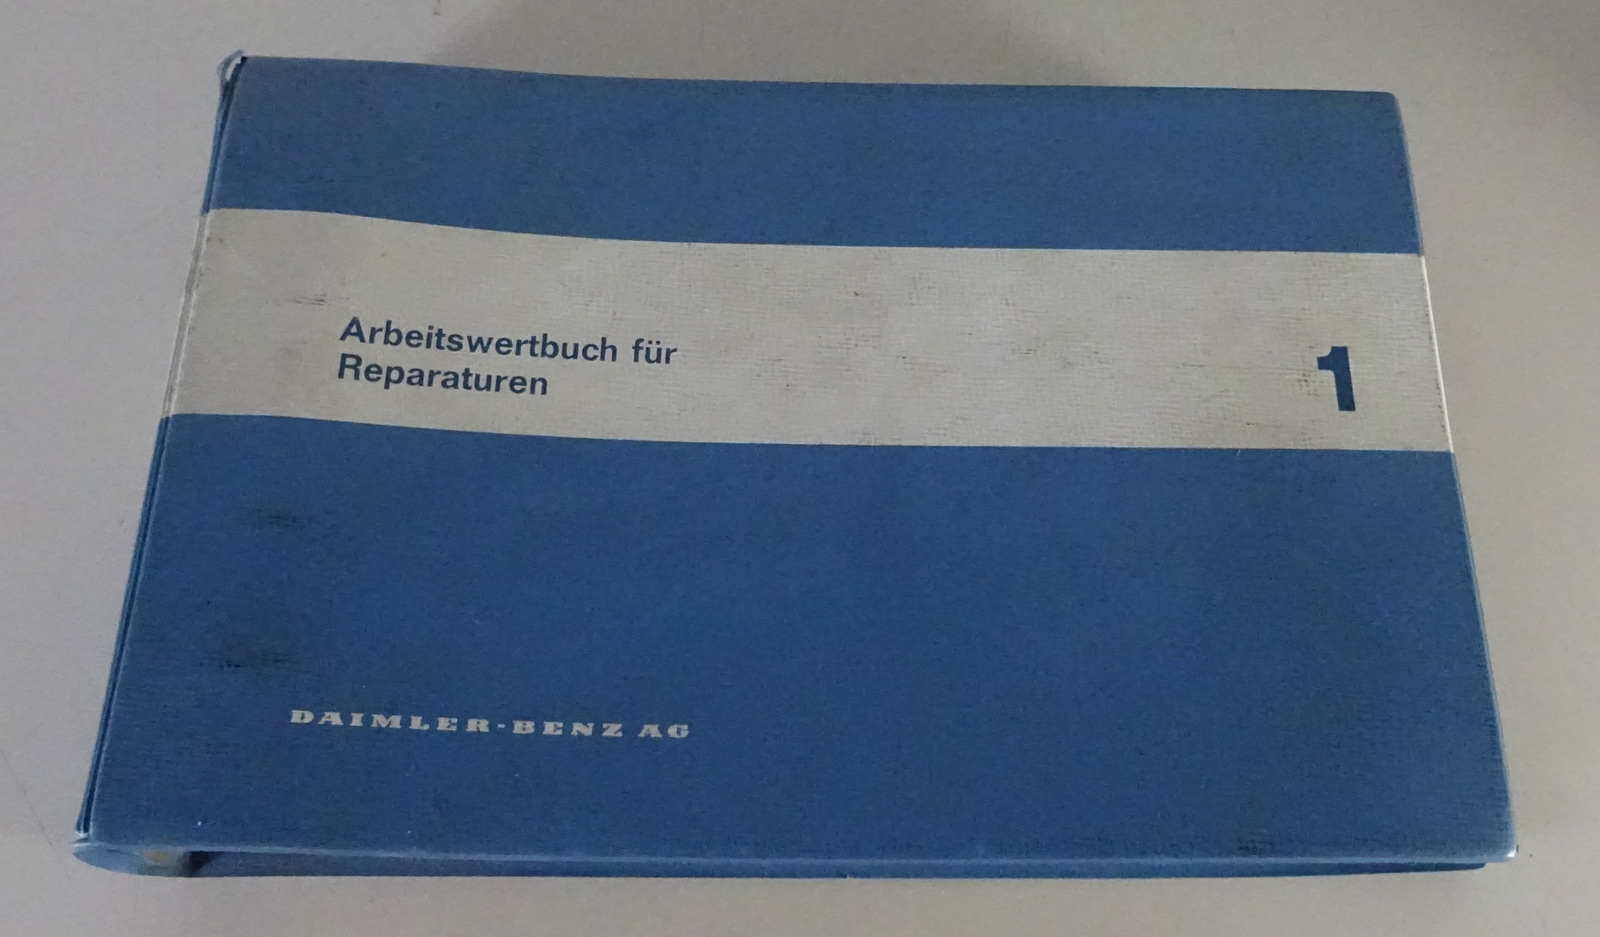 Arbeitswertbuch für
Reparaturen
1
DAIMLER-BENZ AG